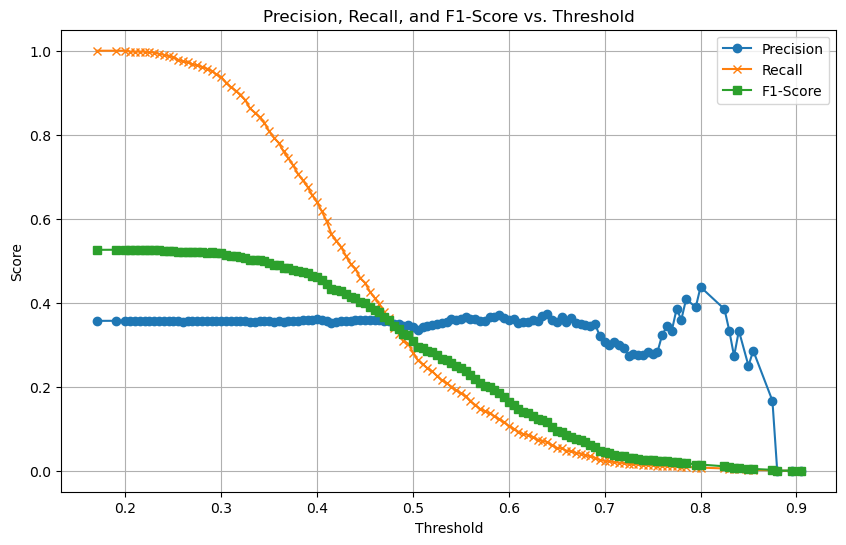 Precision, Recall, and F1-Score vs. Threshold
Precision
Recall
F1-Score
1.0
0.8
0.6
0.4
0.2
0.0
Score
0.2 0.3 0.4 0.5 0.6 0.7 0.8 0.9
Threshold